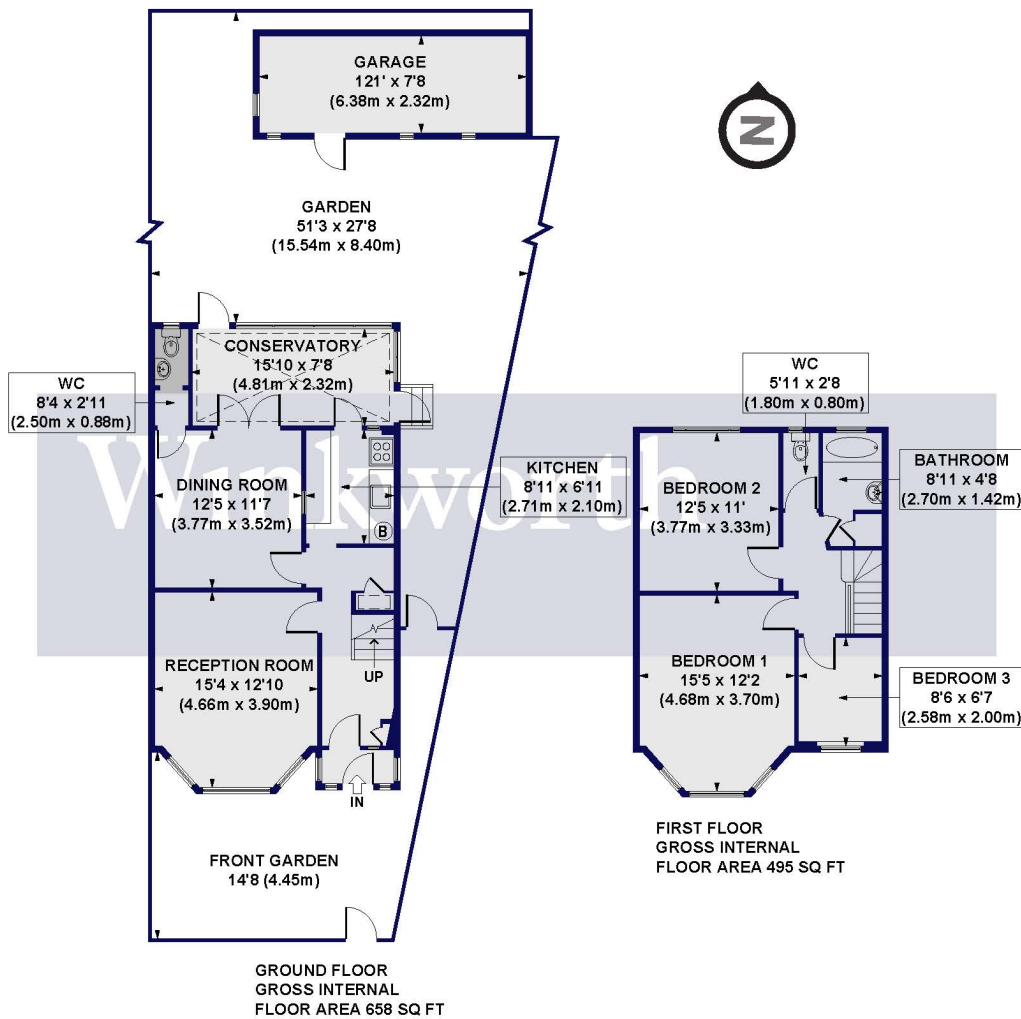 GARAGE
121' x 7'8
(6.38m x 2.32m)
N
GARDEN
51'3 x 27'8
(15.54m x 8.40m)
CONSERVATORY
15'10 x 7'8
(4.81m x 2.32m)
WC
8'4 x 2'11
(2.50m x 0.88m)
WC
5'11 x 2'8
(1.80m x 0.80m)
Winkworth
DINING ROOM
12'5 x 11'7
(3.77m x 3.52m)
KITCHEN
8'11 x 6'11
(2.71m x 2.10m)
B
BEDROOM 2
12'5 x 11'
(3.77m x 3.33m)
BATHROOM
8'11 x 4'8
(2.70m x 1.42m)
RECEPTION ROOM
15'4 x 12'10
(4.66m x 3.90m)
UP
BEDROOM 1
15'5 x 12'2
(4.68m x 3.70m)
BEDROOM 3
8'6 x 6'7
(2.58m x 2.00m)
IN
FRONT GARDEN
14'8 (4.45m)
FIRST FLOOR
GROSS INTERNAL
FLOOR AREA 495 SQ FT
GROUND FLOOR
GROSS INTERNAL
FLOOR AREA 658 SQ FT